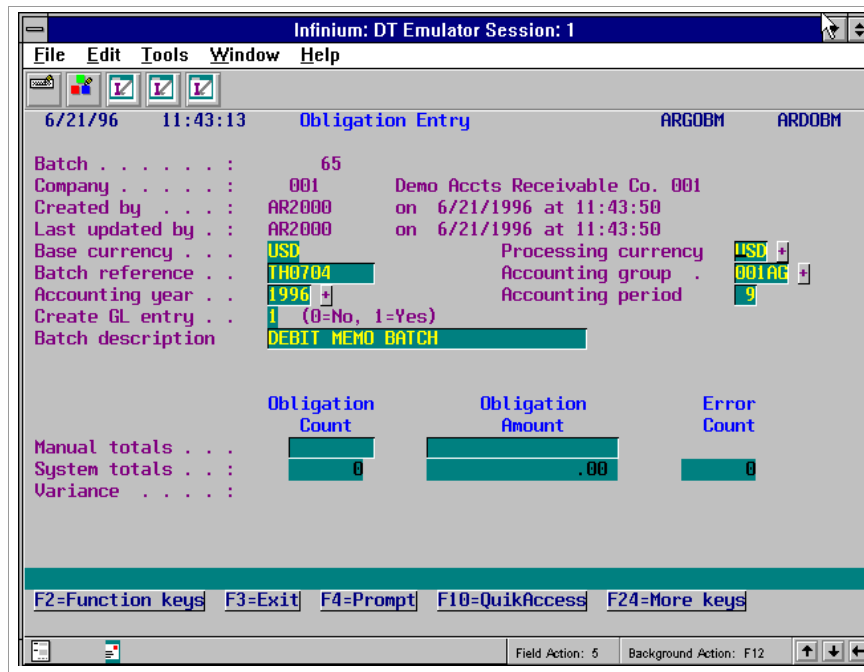 Infinium: DT Emulator Session: 1
File Edit Tools Window Help
6/21/96 11:43:13 Obligation Entry ARGOBM ARDOBM
Batch . . . . . . : 65
Company . . . . . : 001 Demo Accts Receivable Co. 001
Created by . . . : AR2000 on 6/21/1996 at 11:43:50
Last updated by . : AR2000 on 6/21/1996 at 11:43:50
Base currency . . . USD Processing currency USD +
Batch reference . . TH0704 Accounting group . 001AG +
Accounting year . . 1996 + Accounting period 9
Create GL entry . . 1 (0=No, 1=Yes)
Batch description DEBIT MEMO BATCH
Obligation Obligation Error
Count Amount Count
Manual totals . . .
System totals . . : 0 .00 0
Variance . . . . :
F2=Function keys F3=Exit F4=Prompt F10=QuikAccess F24=More keys
Field Action: 5 Background Action: F12